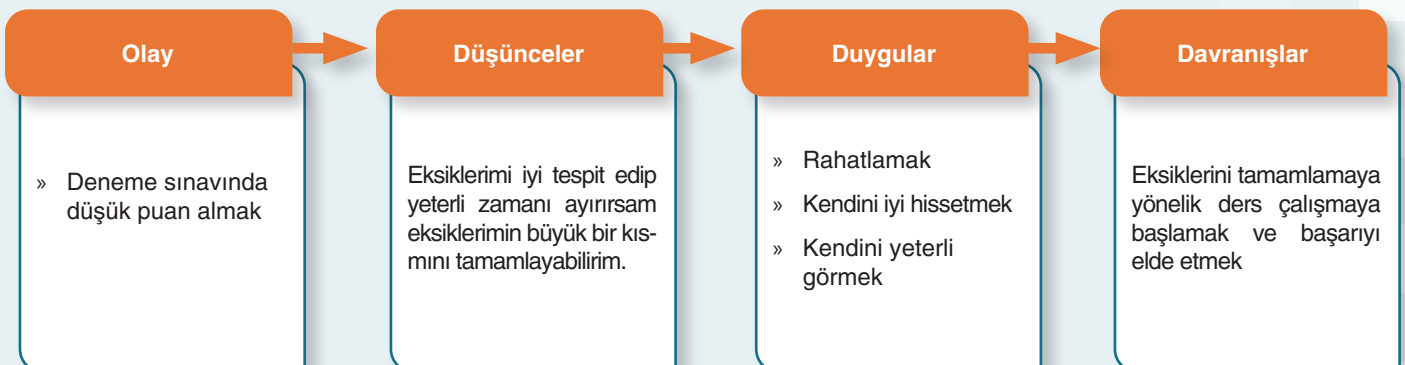 Olay
» Deneme sınavında
düşük puan almak
Düşünceler
Eksiklerimi iyi tespit edip
yeterli zamanı ayırırsam
eksiklerimin büyük bir kıs-
mını tamamlayabilirim.
Duygular
» Rahatlamak
» Kendini iyi hissetmek
» Kendini yeterli
görmek
Davranışlar
Eksiklerini tamamlamaya
yönelik ders çalışmaya
başlamak ve başarıyı
elde etmek